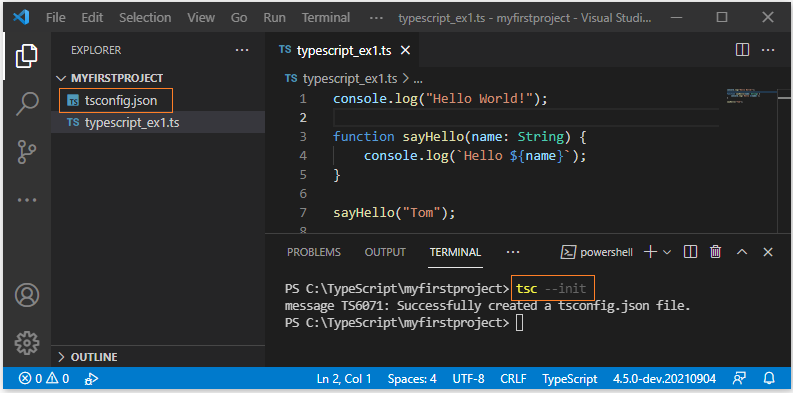 File Edit Selection View Go Run Terminal ··· typescript_ex1.ts - myfirstproject - Visual Studi...
EXPLORER ···
MYFIRSTPROJECT
TS tsconfig.json
TS typescript_ex1.ts
OUTLINE
TS typescript_ex1.ts
TS typescript_ex1.ts > ...
1 console.log("Hello World!");
2
3 function sayHello(name: String) {
4 console.log(`Hello ${name}`);
5 }
6
7 sayHello("Tom");
8
PROBLEMS OUTPUT TERMINAL ··· powershell
PS C:\TypeScript\myfirstproject> tsc --init
message TS6071: Successfully created a tsconfig.json file.
PS C:\TypeScript\myfirstproject>
0 0 Ln 2, Col 1 Spaces: 4 UTF-8 CRLF TypeScript 4.5.0-dev.20210904